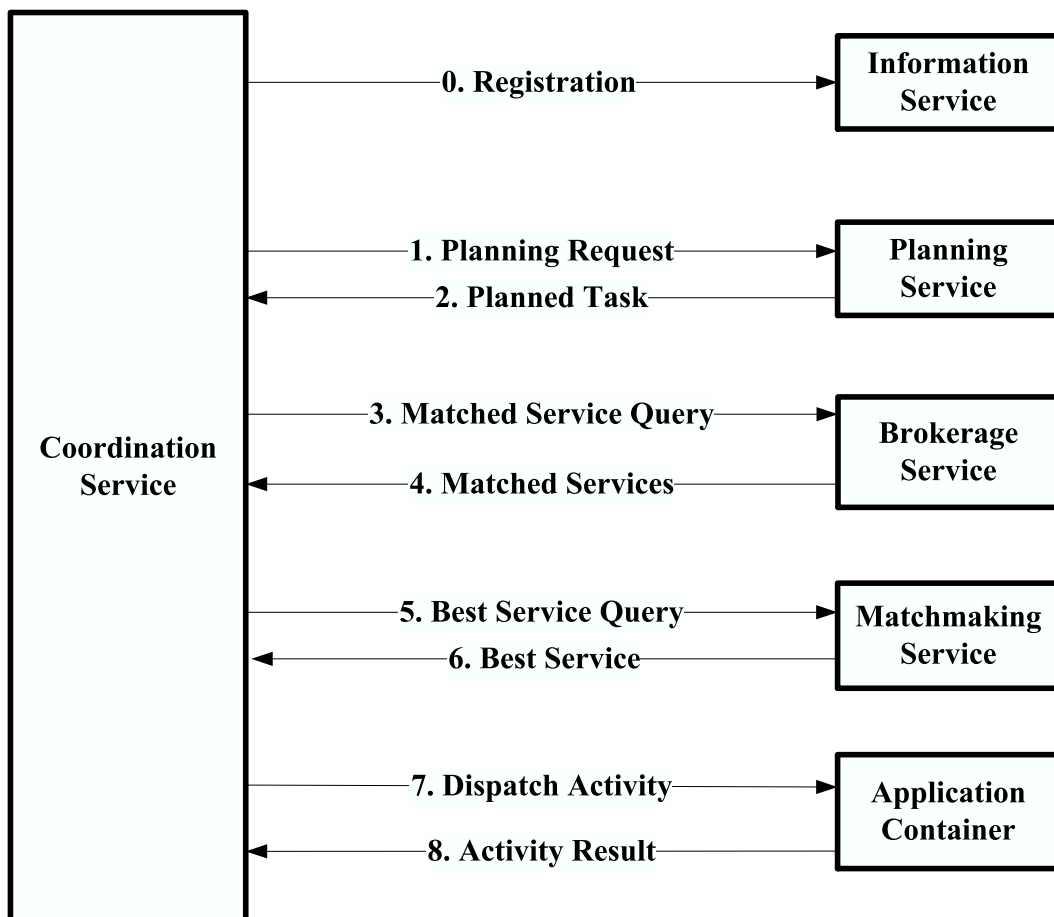 0. Registration
Information
Service
1. Planning Request
2. Planned Task
Planning
Service
Coordination
Service
3. Matched Service Query
4. Matched Services
Brokerage
Service
5. Best Service Query
6. Best Service
Matchmaking
Service
7. Dispatch Activity
8. Activity Result
Application
Container